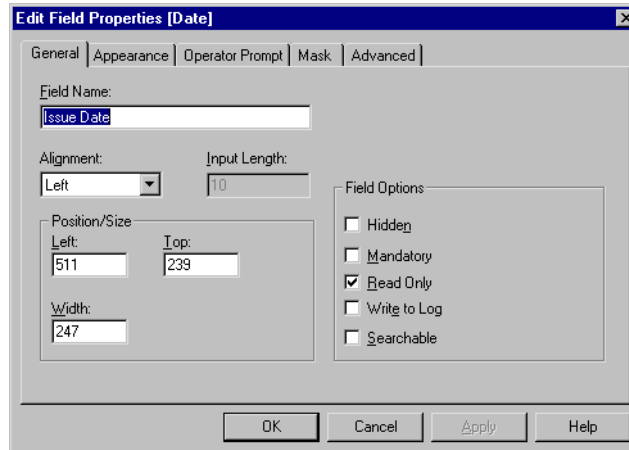 Edit Field Properties [Date]
General Appearance Operator Prompt Mask Advanced
Field Name:
Issue Date
Alignment: Input Length:
Left 10
Position/Size
Left: Top:
511 239
Width:
247
Field Options
Hidden
Mandatory
Read Only
Write to Log
Searchable
OK Cancel Apply Help